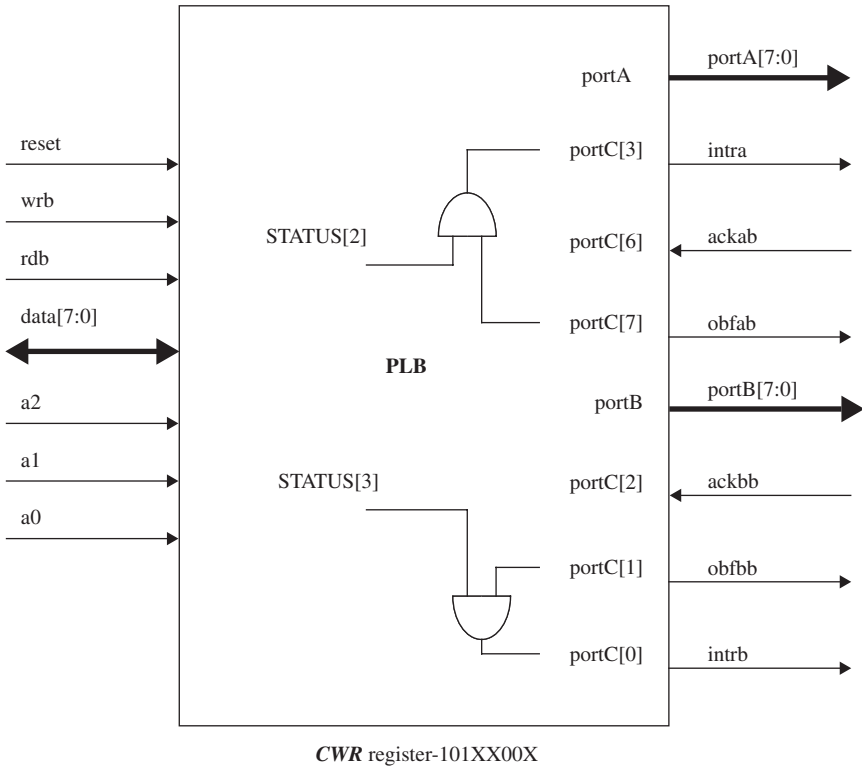 portA
portA[7:0]
reset
portC[3]
intra
wrb
STATUS[2]
portC[6]
ackab
rdb
data[7:0]
portC[7]
obfab
PLB
portB
portB[7:0]
a2
a1
STATUS[3]
portC[2]
ackbb
a0
portC[1]
obfbb
portC[0]
intrb
CWR register-101XX00X